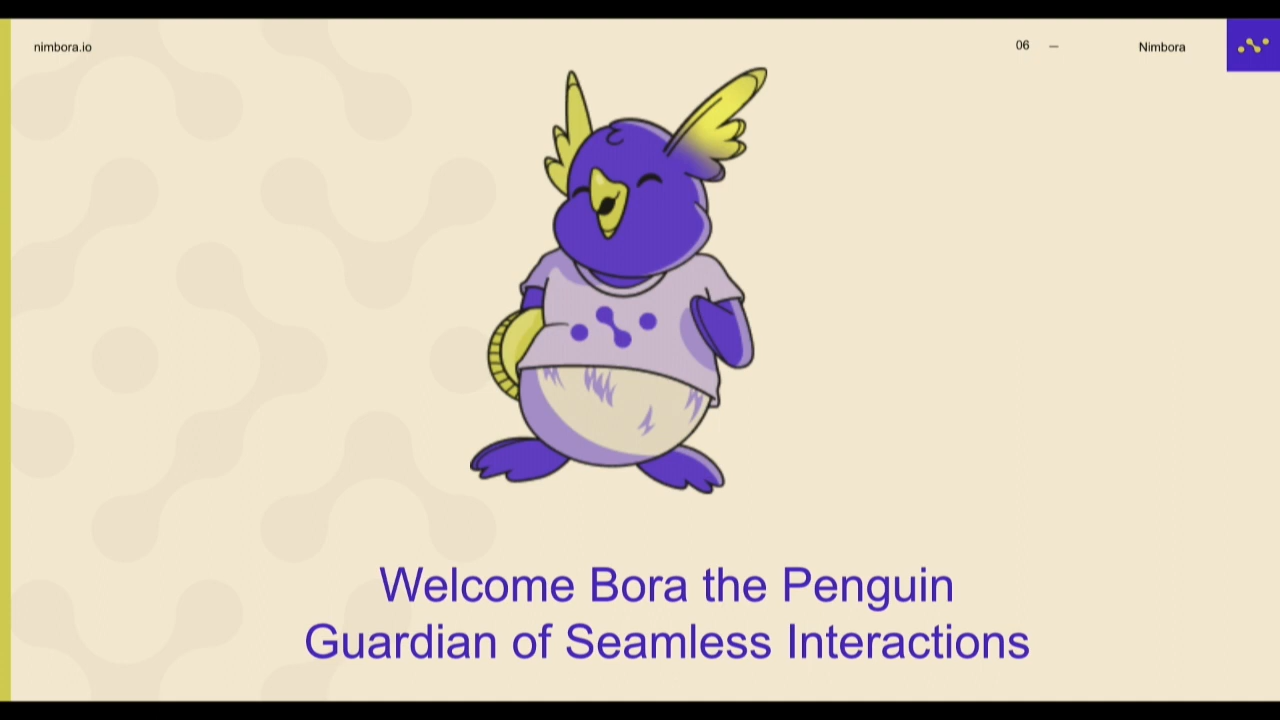 nimbora.io
06 —
Nimbora
Welcome Bora the Penguin
Guardian of Seamless Interactions